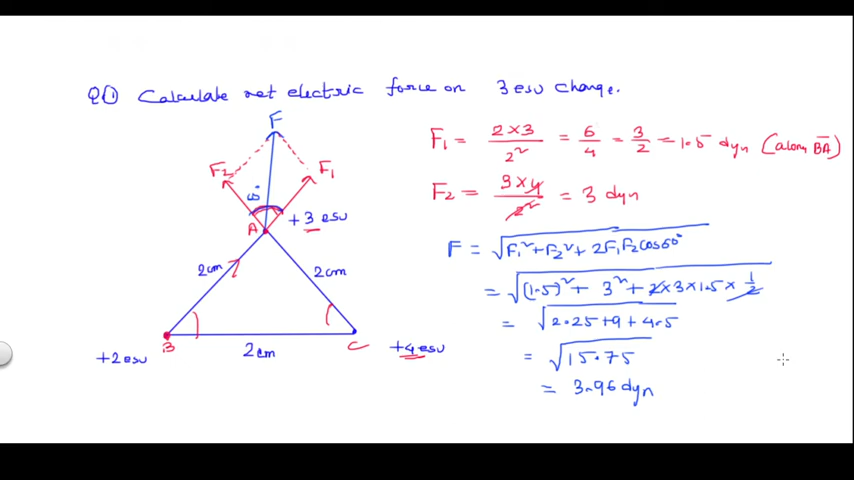 Q① Calculate net electric force on 3 esu charge.
F
F₂
F₁
60°
A
+3 esu
2cm
2cm
B
2cm
C
+2esu
+4esu
F₁ = 2×3/2² = 6/4 = 3/2 = 1.5 dyn (along BA)
F₂ = 3×4/2² = 3 dyn
F = √F₁²+F₂²+2F₁F₂cos60°
= √(1.5)²+ 3²+2×3×1.5×1/2
= √2.25+9+4.5
= √15.75
= 3.96 dyn